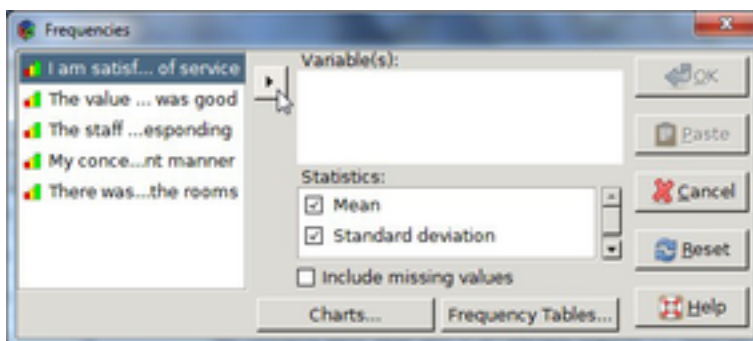 Frequencies
I am satisf... of service
The value ... was good
The staff ...esponding
My conce...nt manner
There was...the rooms
Variable(s):
Statistics:
Mean
Standard deviation
Include missing values
Charts...
Frequency Tables...
OK
Paste
Cancel
Reset
Help